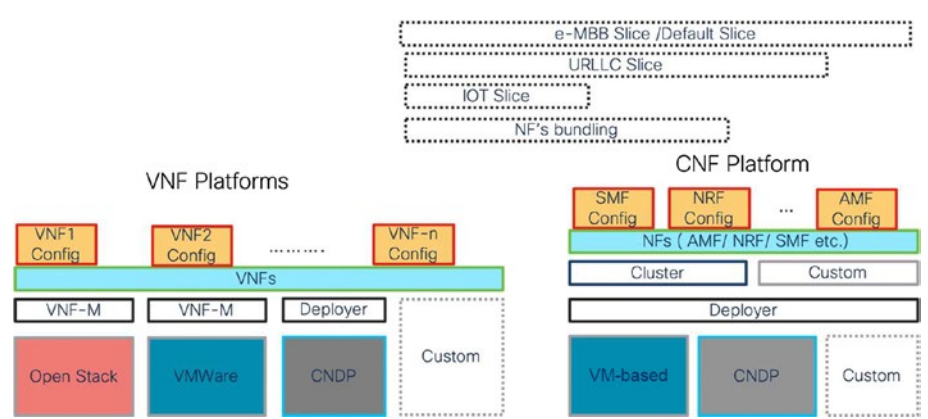 e-MBB Slice /Default Slice
URLLC Slice
IOT Slice
NF's bundling
VNF Platforms
VNF1
Config
VNF2
Config
..........
VNF-n
Config
VNFs
VNF-M
VNF-M
Deployer
Custom
Open Stack
VMWare
CNDP
CNF Platform
SMF
Config
NRF
Config
...
AMF
Config
NFs ( AMF/ NRF/ SMF etc.)
Cluster
Custom
Deployer
VM-based
CNDP
Custom